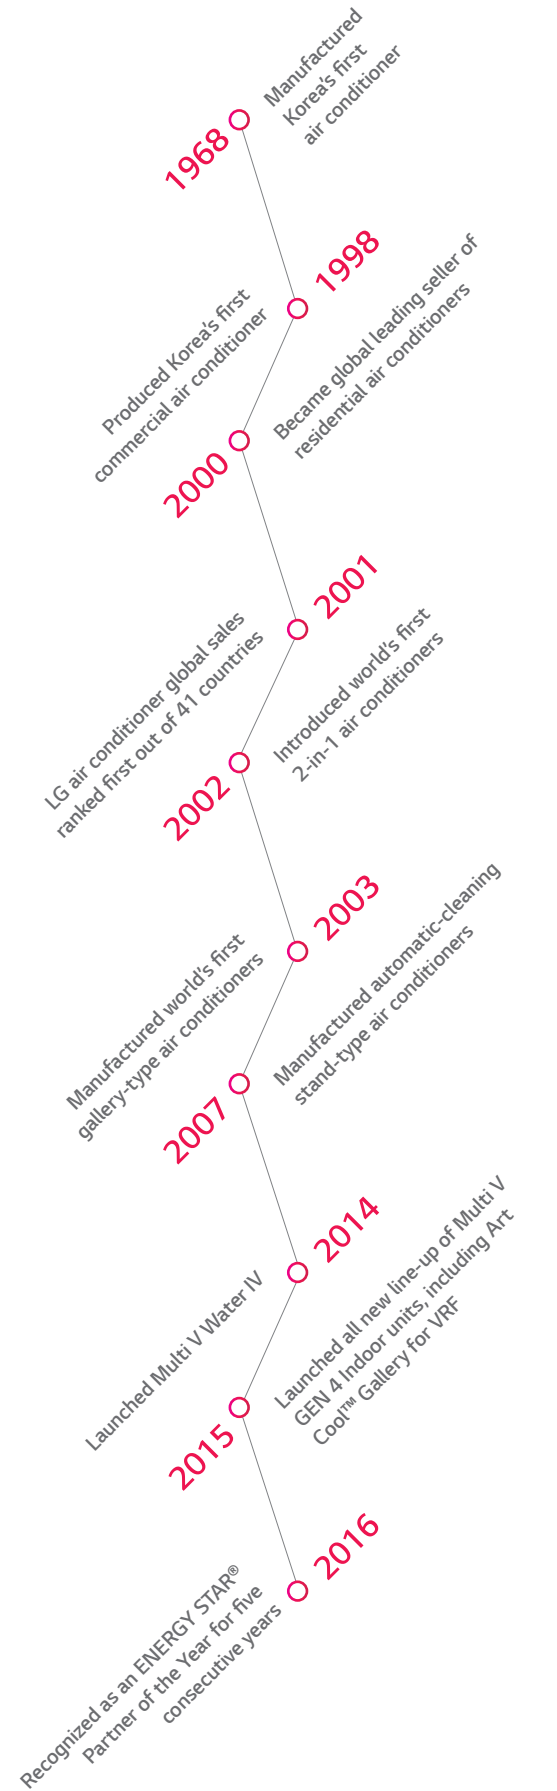 Manufactured
Korea's first
air conditioner
1968
1998
Produced Korea's first
commercial air conditioner
Became global leading seller of
residential air conditioners
2000
2001
LG air conditioner global sales
ranked first out of 41 countries
Introduced world's first
2-in-1 air conditioners
2002
2003
Manufactured world's first
gallery-type air conditioners
Manufactured automatic-cleaning
stand-type air conditioners
2007
2014
Launched Multi V Water IV
Launched all new line-up of Multi V
GEN 4 Indoor units, including Art
Cool™ Gallery for VRF
2015
2016
Recognized as an ENERGY STAR®
Partner of the Year for five
consecutive years